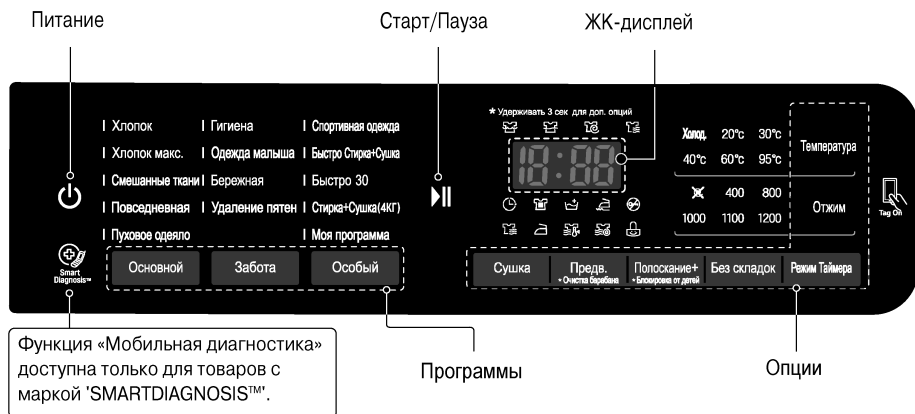 Питание
Старт/Пауза
ЖК-дисплей
* Удерживать 3 сек для доп. опций
Хлопок
Гигиена
Спортивная одежда
Хлопок макс.
Одежда малыша
Быстро Стирка+Сушка
Смешанные ткани
Бережная
Быстро 30
Повседневная
Удаление пятен
Стирка+Сушка(4КГ)
Пуховое одеяло
Моя программа
18:88
Холод. 20°c 30°c
40°c 60°c 95°c
Температура
400 800
1000 1100 1200
Отжим
Tag On
Smart
Diagnosis™
Основной
Забота
Особый
Сушка
Предв.
* Очистка барабана
Полоскание+
* Блокировка от детей
Без складок
Режим Таймера
Функция «Мобильная диагностика»
доступна только для товаров с
маркой 'SMARTDIAGNOSIS™'.
Программы
Опции